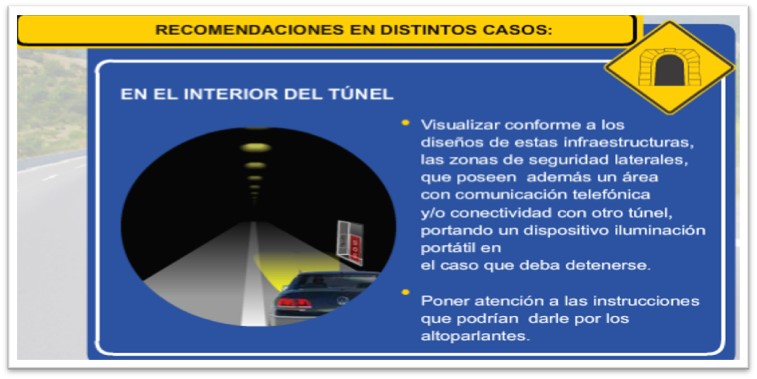 RECOMENDACIONES EN DISTINTOS CASOS:
EN EL INTERIOR DEL TÚNEL
Visualizar conforme a los
diseños de estas infraestructuras,
las zonas de seguridad laterales,
que poseen además un área
con comunicación telefónica
y/o conectividad con otro túnel,
portando un dispositivo iluminación
portátil en
el caso que deba detenerse.
Poner atención a las instrucciones
que podrían darle por los
altoparlantes.